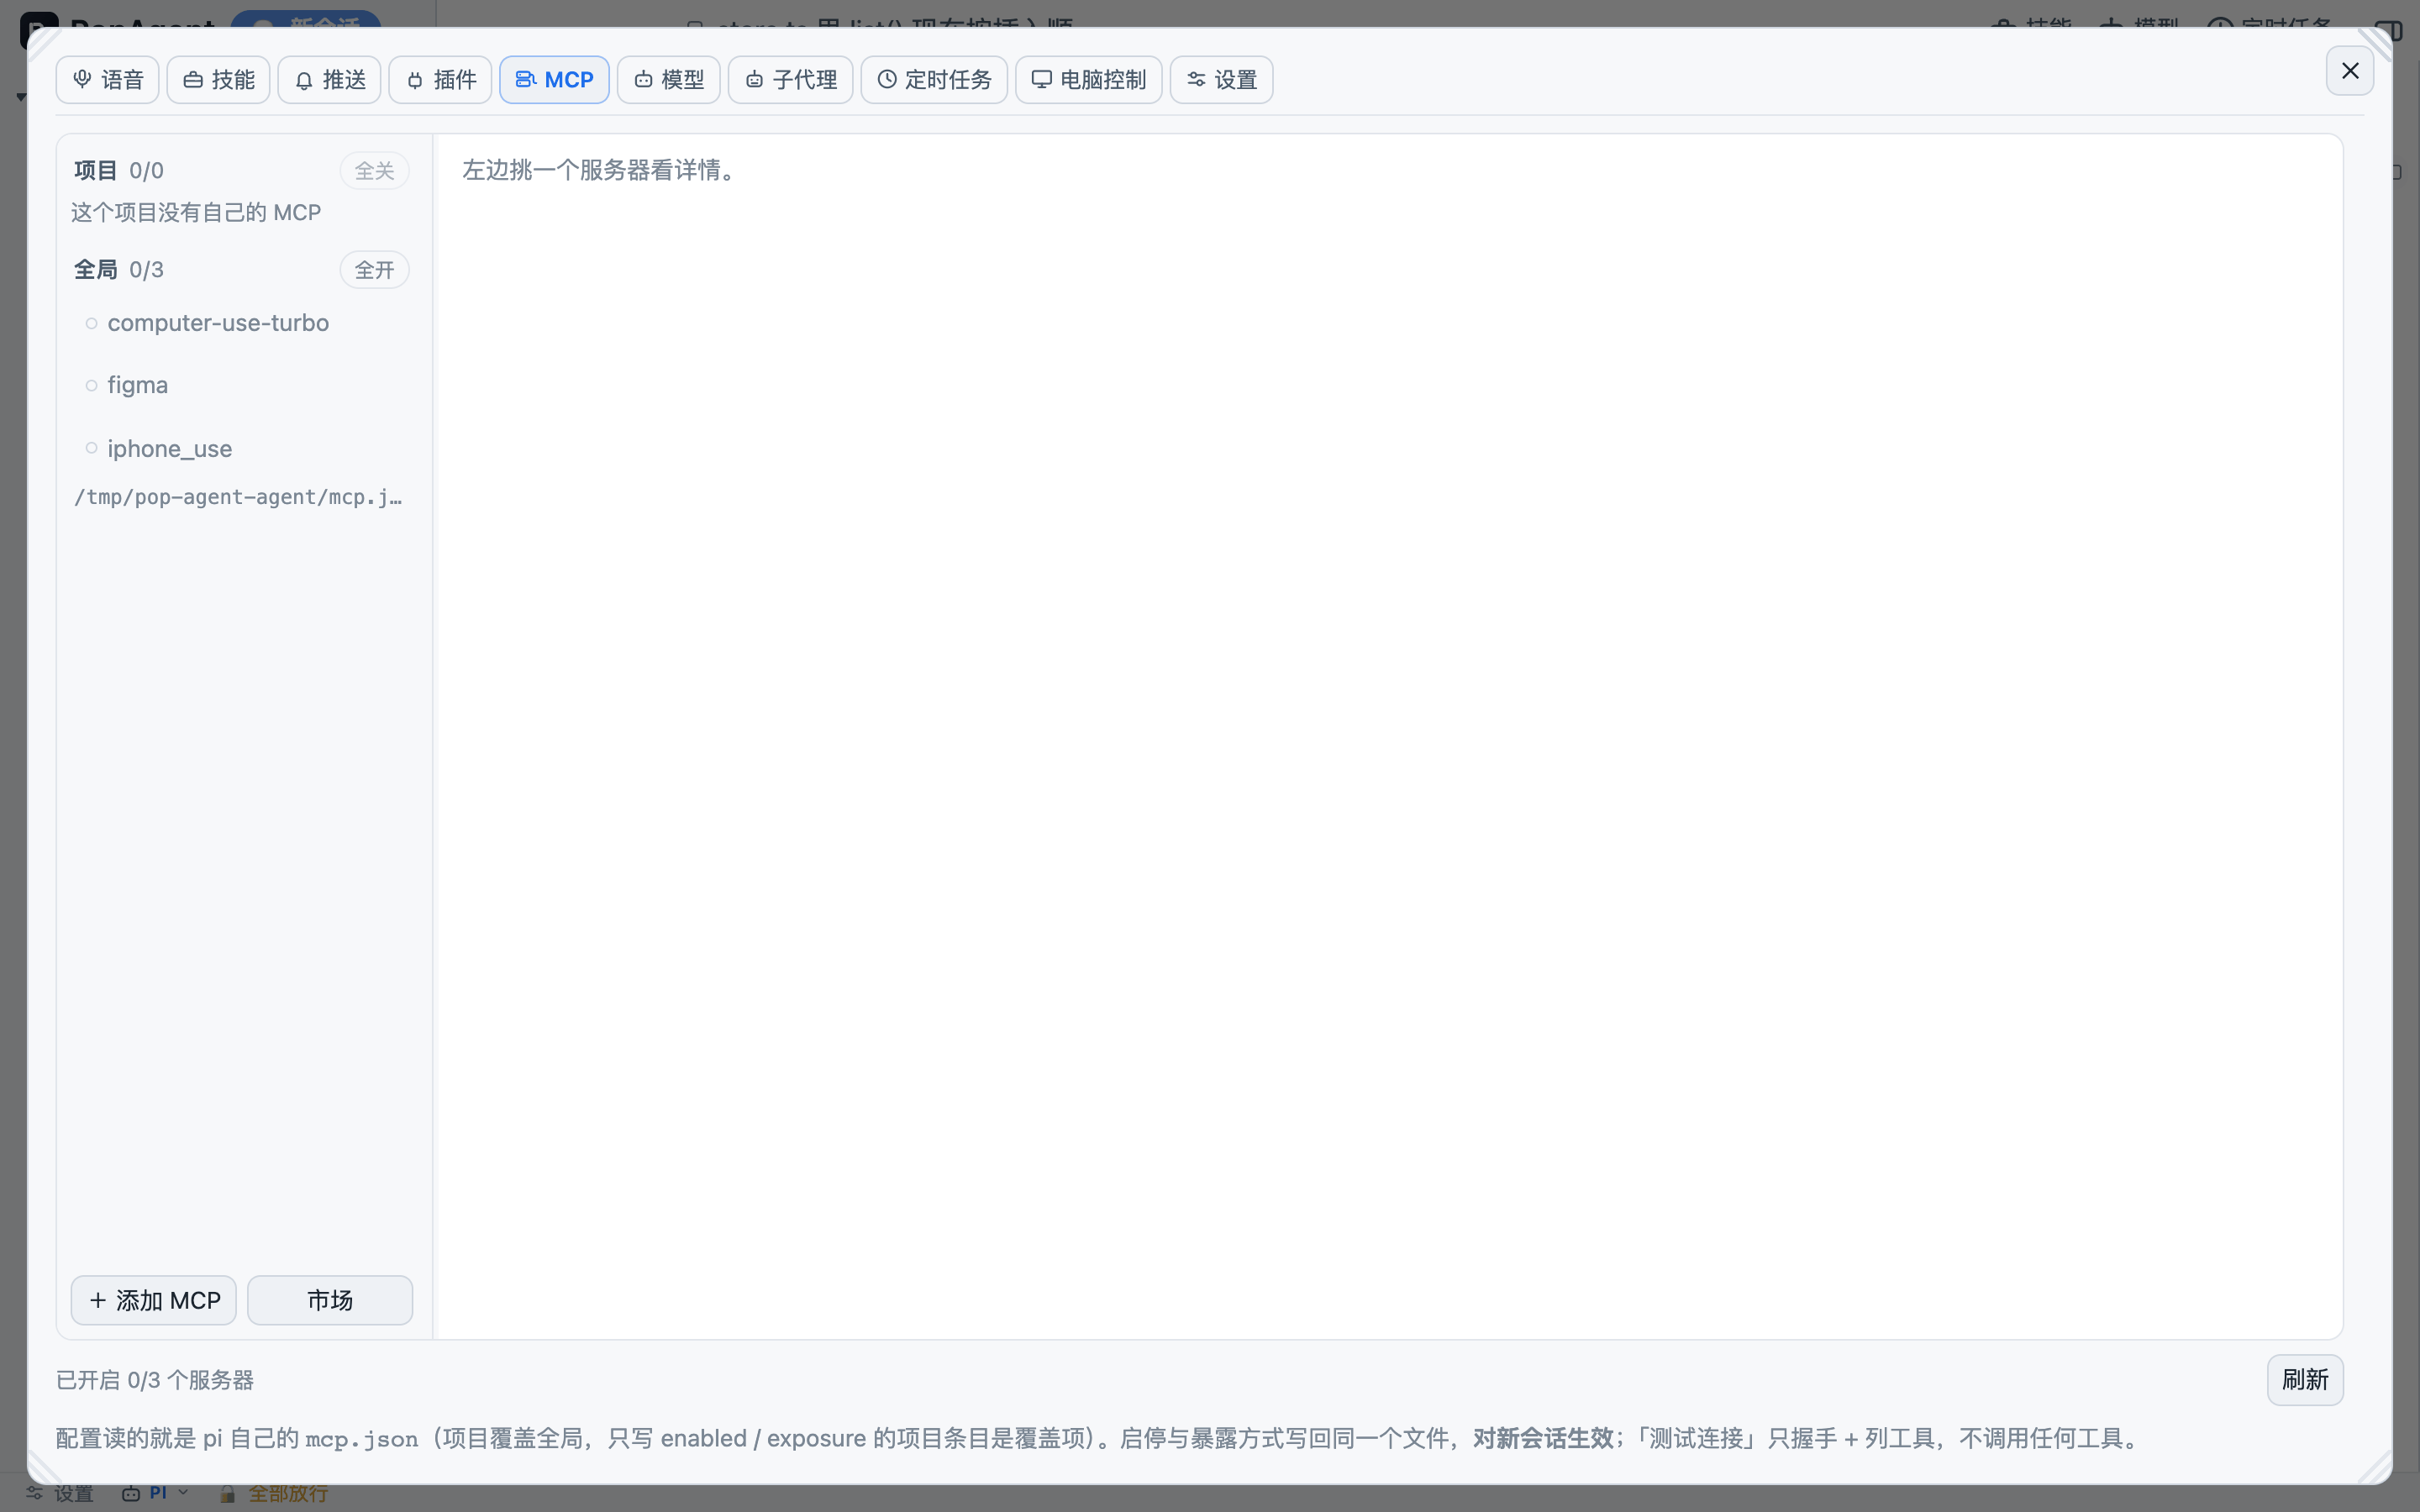 语音 技能 推送 插件 MCP 模型 子代理 定时任务 电脑控制 设置
项目 0/0 全关
这个项目没有自己的 MCP
全局 0/3 全开
computer-use-turbo
figma
iphone_use
/tmp/pop-agent-agent/mcp.j…
左边挑一个服务器看详情。
+ 添加 MCP 市场
已开启 0/3 个服务器 刷新
配置读的就是 pi 自己的 mcp.json（项目覆盖全局，只写 enabled / exposure 的项目条目是覆盖项）。启停与暴露方式写回同一个文件，对新会话生效；「测试连接」只握手 + 列工具，不调用任何工具。
设置 PI 全部放行